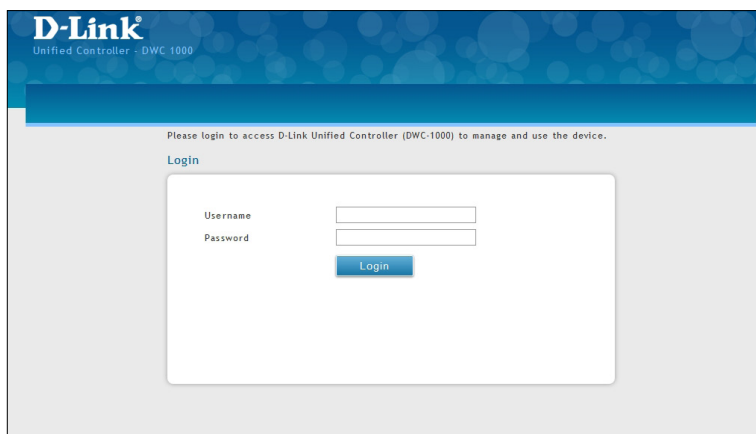 D-Link®
Unified Controller - DWC 1000
Please login to access D-Link Unified Controller (DWC-1000) to manage and use the device.
Login
Username
Password
Login